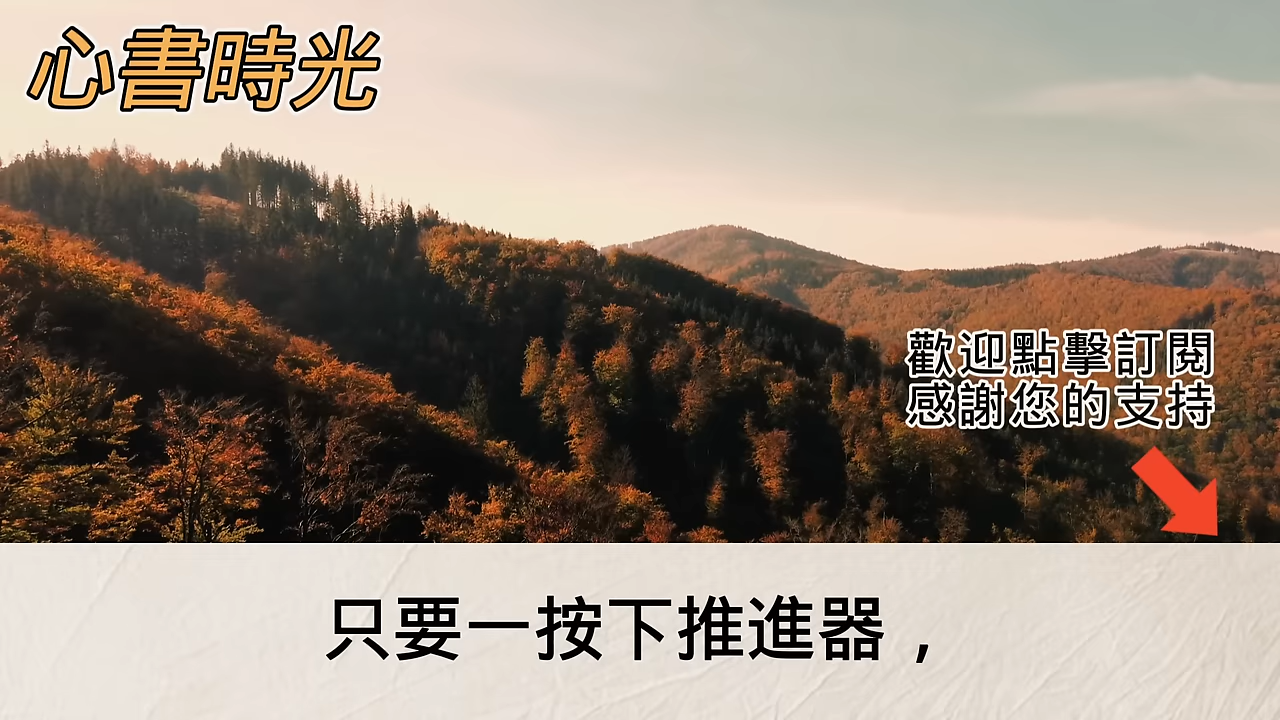 心書時光
歡迎點擊訂閱
感謝您的支持
只要一按下推進器，